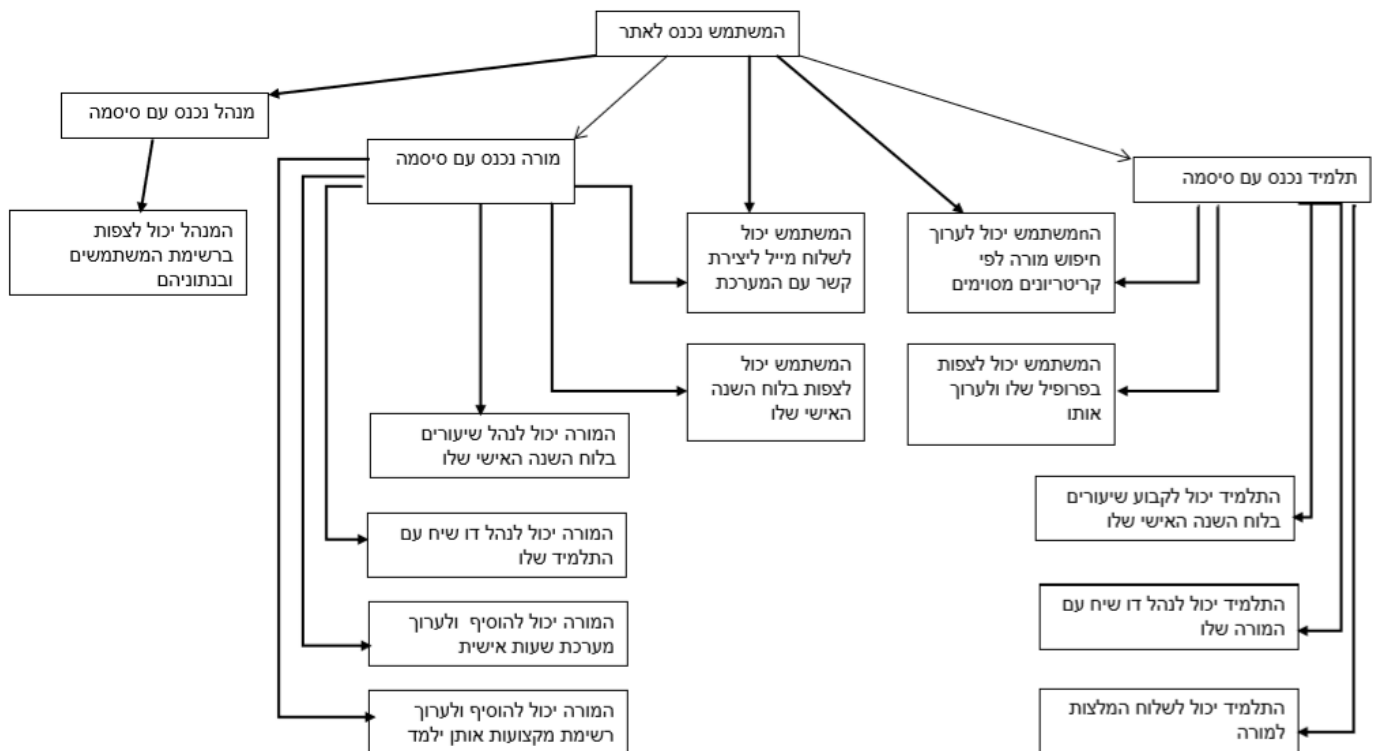 המשתמש נכנס לאתר
מנהל נכנס עם סיסמה
מורה נכנס עם סיסמה
תלמיד נכנס עם סיסמה
המנהל יכול לצפות
ברשימת המשתמשים
ובנתוניהם
המשתמש יכול
לשלוח מייל ליצירת
קשר עם המערכת
הnמשתמש יכול לערוך
חיפוש מורה לפי
קריטריונים מסוימים
המשתמש יכול
לצפות בלוח השנה
האישי שלו
המשתמש יכול לצפות
בפרופיל שלו ולערוך
אותו
המורה יכול לנהל שיעורים
בלוח השנה האישי שלו
התלמיד יכול לקבוע שיעורים
בלוח השנה האישי שלו
המורה יכול לנהל דו שיח עם
התלמיד שלו
התלמיד יכול לנהל דו שיח עם
המורה שלו
המורה יכול להוסיף ולערוך
מערכת שעות אישית
המורה יכול להוסיף ולערוך
רשימת מקצועות אותן ילמד
התלמיד יכול לשלוח המלצות
למורה